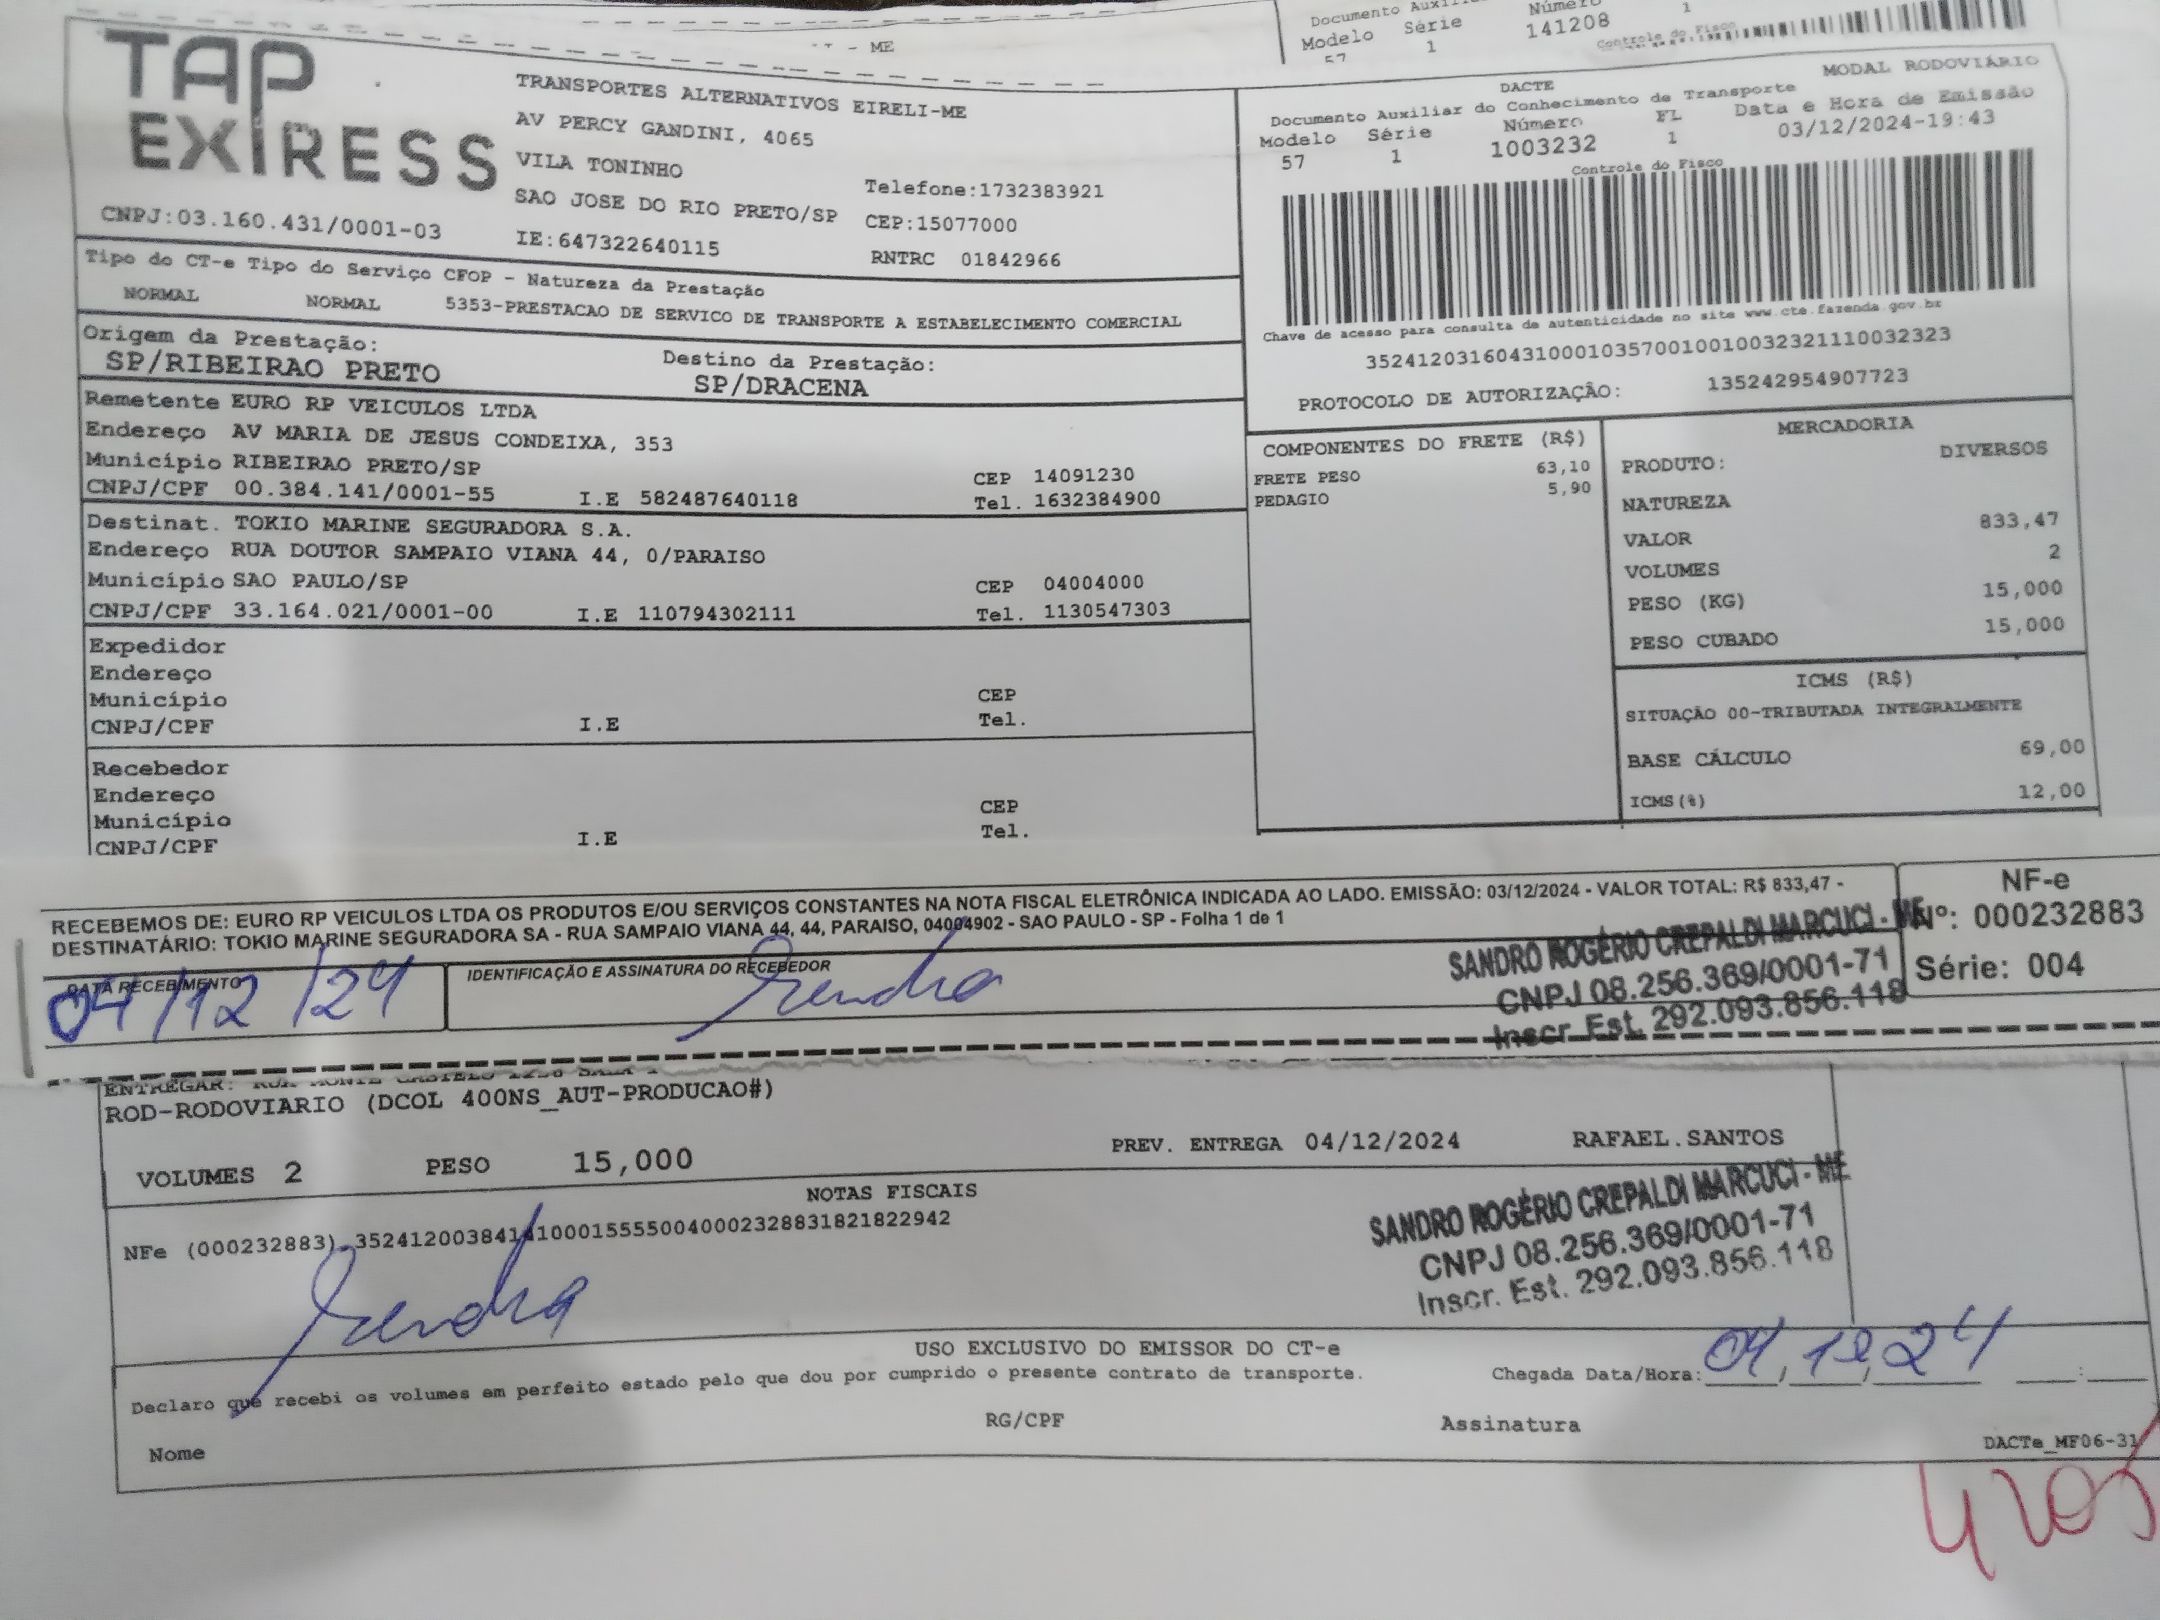 - ME
Documento
Modelo Série Número 1
57 1 141208
Controle do Fisco
TAP
EXPRESS
CNPJ:03.160.431/0001-03
TRANSPORTES ALTERNATIVOS EIRELI-ME
AV PERCY GANDINI, 4065
VILA TONINHO
SAO JOSE DO RIO PRETO/SP
IE:647322640115
Telefone:1732383921
CEP:15077000
RNTRC 01842966
DACTE MODAL RODOVIÁRIO
Documento Auxiliar do Conhecimento de Transporte
Modelo Série Número FL Data e Hora de Emissão
57 1 1003232 1 03/12/2024-19:43
Controle do Fisco
Chave de acesso para consulta de autenticidade no site www.cte.fazenda.gov.br
35241203160431000103570010010032321110032323
PROTOCOLO DE AUTORIZAÇÃO: 135242954907723
Tipo do CT-e Tipo do Serviço CFOP - Natureza da Prestação
NORMAL NORMAL 5353-PRESTACAO DE SERVICO DE TRANSPORTE A ESTABELECIMENTO COMERCIAL
Origem da Prestação: Destino da Prestação:
SP/RIBEIRAO PRETO SP/DRACENA
Remetente EURO RP VEICULOS LTDA
Endereço AV MARIA DE JESUS CONDEIXA, 353
Município RIBEIRAO PRETO/SP CEP 14091230
CNPJ/CPF 00.384.141/0001-55 I.E 582487640118 Tel. 1632384900
Destinat. TOKIO MARINE SEGURADORA S.A.
Endereço RUA DOUTOR SAMPAIO VIANA 44, 0/PARAISO
Município SAO PAULO/SP CEP 04004000
CNPJ/CPF 33.164.021/0001-00 I.E 110794302111 Tel. 1130547303
Expedidor
Endereço
Município CEP
CNPJ/CPF I.E Tel.
Recebedor
Endereço
Município CEP
CNPJ/CPF I.E Tel.
COMPONENTES DO FRETE (R$)
FRETE PESO 63,10
PEDAGIO 5,90
MERCADORIA
PRODUTO: DIVERSOS
NATUREZA
VALOR 833,47
VOLUMES 2
PESO (KG) 15,000
PESO CUBADO 15,000
ICMS (R$)
SITUAÇÃO 00-TRIBUTADA INTEGRALMENTE
BASE CÁLCULO 69,00
ICMS(%) 12,00
RECEBEMOS DE: EURO RP VEICULOS LTDA OS PRODUTOS E/OU SERVIÇOS CONSTANTES NA NOTA FISCAL ELETRÔNICA INDICADA AO LADO. EMISSÃO: 03/12/2024 - VALOR TOTAL: R$ 833,47 -
DESTINATÁRIO: TOKIO MARINE SEGURADORA SA - RUA SAMPAIO VIANA 44, 44, PARAISO, 04004902 - SAO PAULO - SP - Folha 1 de 1
NF-e
Nº: 000232883
Série: 004
DATA RECEBIMENTO IDENTIFICAÇÃO E ASSINATURA DO RECEBEDOR
04/12/24
SANDRO ROGÉRIO CREPALDI MARCUCI - ME
CNPJ 08.256.369/0001-71
Inscr. Est. 292.093.856.118
ENTREGAR: RUA MONTE CASTELO
ROD-RODOVIARIO (DCOL 400NS_AUT-PRODUCAO#)
VOLUMES 2 PESO 15,000 PREV. ENTREGA 04/12/2024 RAFAEL.SANTOS
NOTAS FISCAIS
NFe (000232883) 35241200384141000155550040002328831821822942
SANDRO ROGÉRIO CREPALDI MARCUCI - ME
CNPJ 08.256.369/0001-71
Inscr. Est. 292.093.856.118
USO EXCLUSIVO DO EMISSOR DO CT-e
Declaro que recebi os volumes em perfeito estado pelo que dou por cumprido o presente contrato de transporte. Chegada Data/Hora: 04/12/24
Nome RG/CPF Assinatura
DACTe_MF06-31